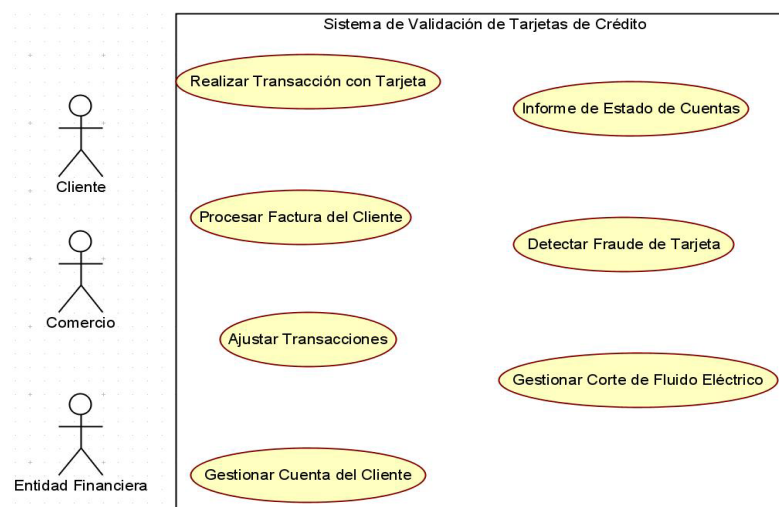 Sistema de Validación de Tarjetas de Crédito
Realizar Transacción con Tarjeta
Informe de Estado de Cuentas
Cliente
Procesar Factura del Cliente
Detectar Fraude de Tarjeta
Comercio
Ajustar Transacciones
Gestionar Corte de Fluido Eléctrico
Gestionar Cuenta del Cliente
Entidad Financiera